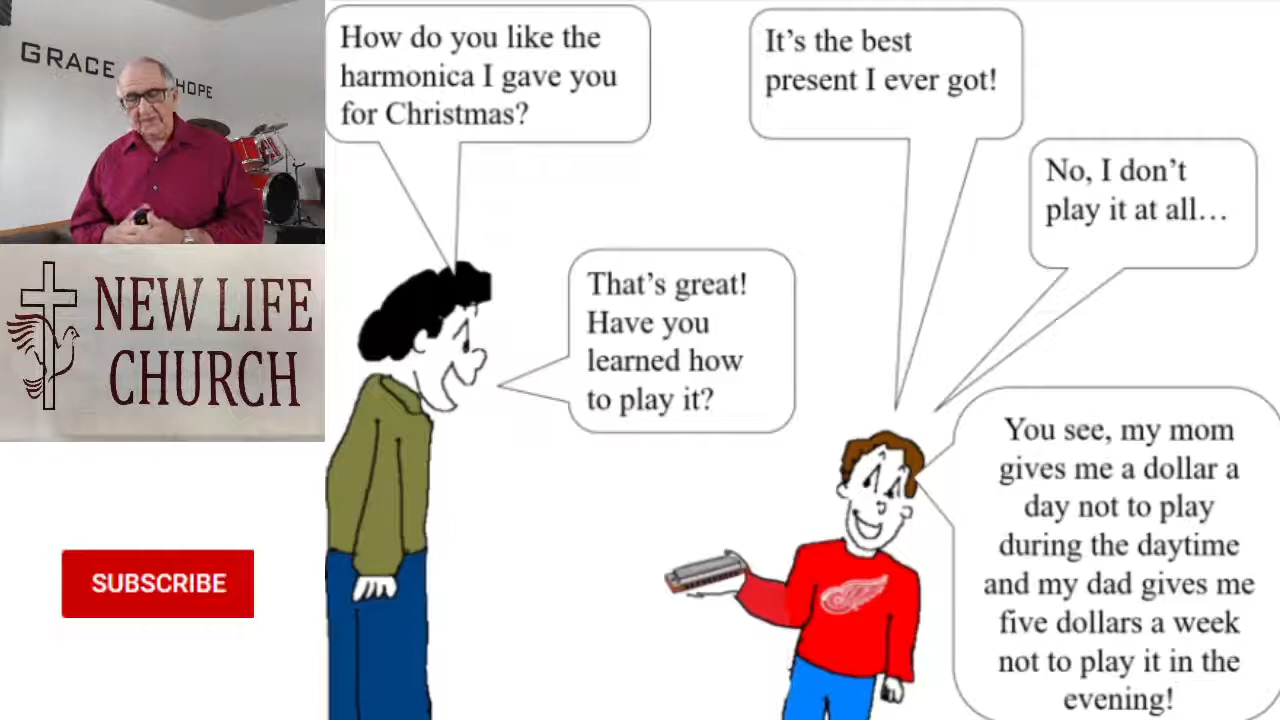 GRACE
HOPE
NEW LIFE
CHURCH
SUBSCRIBE
How do you like the
harmonica I gave you
for Christmas?
It’s the best
present I ever got!
That’s great!
Have you
learned how
to play it?
No, I don’t
play it at all…
You see, my mom
gives me a dollar a
day not to play
during the daytime
and my dad gives me
five dollars a week
not to play it in the
evening!